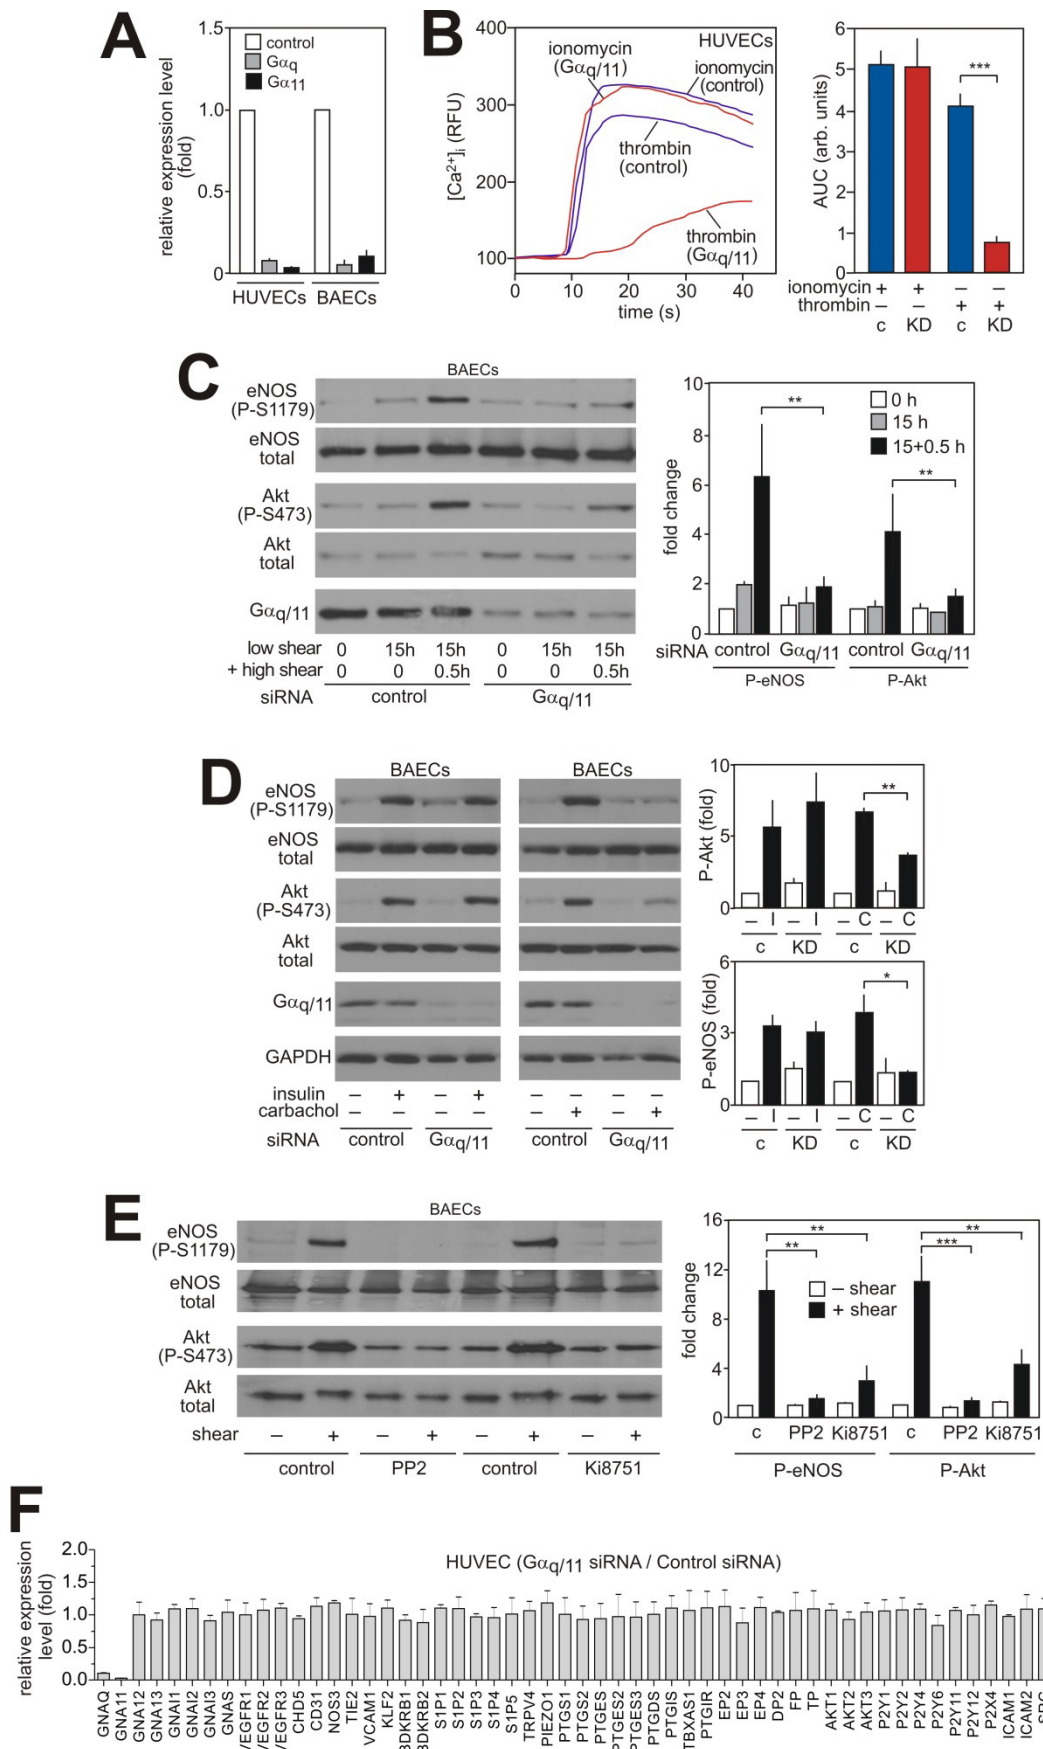 A
1.5
1.0
0.5
0
relative expression level
(fold)
control
Gαq
Gα11
HUVECs BAECs
B
HUVECs
400
300
200
100
[Ca2+]i (RFU)
ionomycin
(Gαq/11)
ionomycin
(control)
thrombin
(control)
thrombin
(Gαq/11)
0 10 20 30 40
time (s)
6
5
4
3
2
1
0
AUC (arb. units)
***
ionomycin + + – –
thrombin – – + +
c KD c KD
C
BAECs
eNOS
(P-S1179)
eNOS
total
Akt
(P-S473)
Akt
total
Gαq/11
low shear 0 15h 15h 0 15h 15h
+ high shear 0 0 0.5h 0 0 0.5h
siRNA control Gαq/11
10
8
6
4
2
0
fold change
0 h
15 h
15+0.5 h
**
**
siRNA control Gαq/11 control Gαq/11
P-eNOS P-Akt
D
BAECs BAECs
eNOS
(P-S1179)
eNOS
total
Akt
(P-S473)
Akt
total
Gαq/11
GAPDH
insulin – + – + – – – –
carbachol – – – – – + – +
siRNA control Gαq/11 control Gαq/11
10
5
0
P-Akt (fold)
**
– I – I – C – C
c KD c KD
6
3
0
P-eNOS (fold)
*
– I – I – C – C
c KD c KD
E
BAECs
eNOS
(P-S1179)
eNOS
total
Akt
(P-S473)
Akt
total
shear – + – + – + – +
control PP2 control Ki8751
16
12
8
4
0
fold change
**
**
**
***
– shear
+ shear
c PP2 Ki8751 c PP2 Ki8751
P-eNOS P-Akt
F
HUVEC (Gαq/11 siRNA / Control siRNA)
relative expression
level (fold)
2.0
1.5
1.0
0.5
0.0
GNAQ
GNA11
GNA12
GNA13
GNAI1
GNAI2
GNAI3
GNAS
VEGFR1
VEGFR2
VEGFR3
CHD5
CD31
NOS3
TIE2
VCAM1
KLF2
BDKRB1
BDKRB2
S1P1
S1P2
S1P3
S1P4
S1P5
TRPV4
PIEZO1
PTGS1
PTGS2
PTGES
PTGES2
PTGES3
PTGDS
PTGIS
TBXAS1
PTGIR
EP2
EP3
EP4
DP2
FP
TP
AKT1
AKT2
AKT3
P2Y1
P2Y2
P2Y4
P2Y6
P2Y11
P2Y12
P2X4
ICAM1
ICAM2